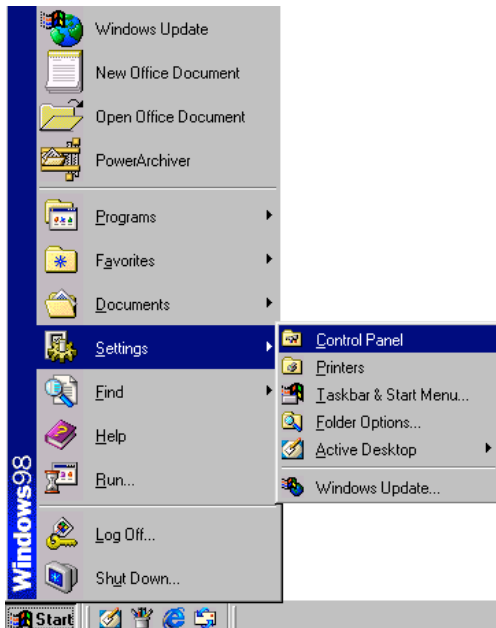 Windows Update
New Office Document
Open Office Document
PowerArchiver
Programs
Favorites
Documents
Settings
Find
Help
Run...
Log Off...
Shut Down...
Control Panel
Printers
Taskbar & Start Menu...
Folder Options...
Active Desktop
Windows Update...
Windows98
Start